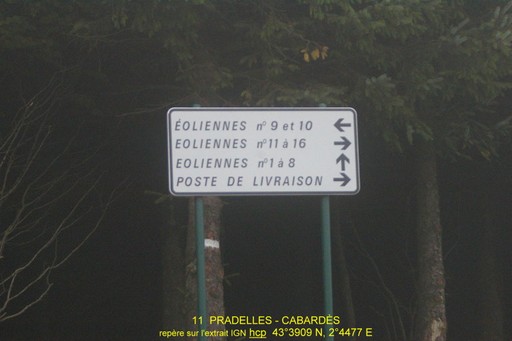 ÉOLIENNES n° 9 et 10 ←
EOLIENNES n°11 à 16 →
EOLIENNES n°1 à 8 ↑
POSTE DE LIVRAISON →
11 PRADELLES - CABARDÈS
repère sur l'extrait IGN hcp 43°3909 N, 2°4477 E